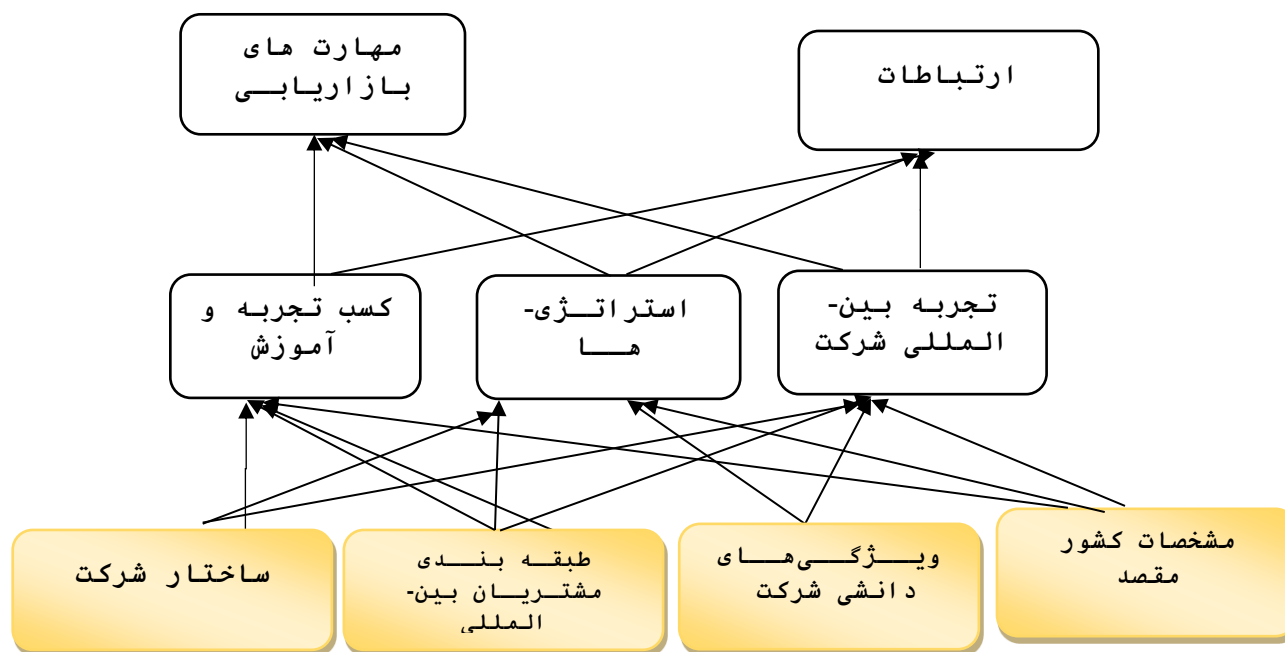 مهارت های
بازاریابی
ارتباطات
کسب تجربه و
آموزش
استراتژی-
ها
تجربه بین-
المللی شرکت
ساختار شرکت
طبقه بندی
مشتریان بین-
المللی
ویژگی‌های
دانشی شرکت
مشخصات کشور
مقصد